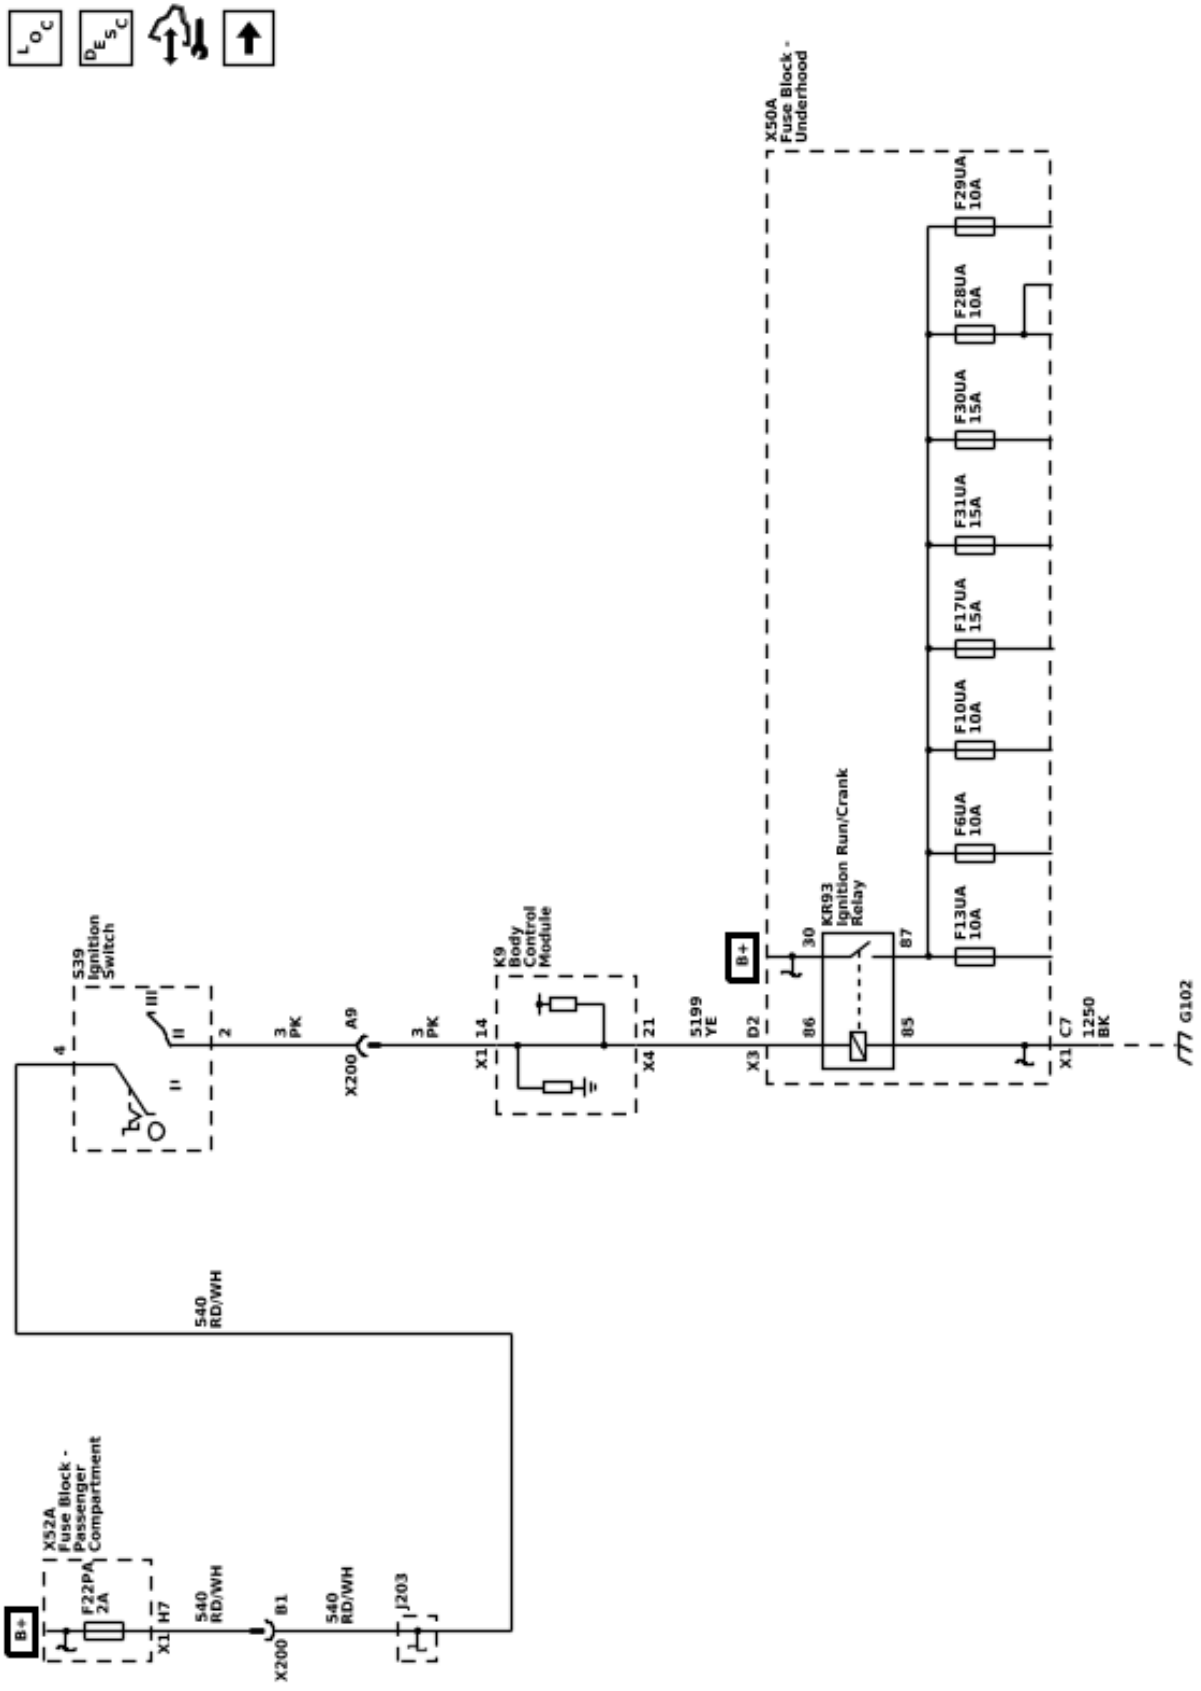 LOC
DESC
B+
X52A
Fuse Block -
Passenger
Compartment
F22PA
2A
X1 H7
540
RD/WH
X200 B1
540
RD/WH
J203
540
RD/WH
S39
Ignition
Switch
4
O
I
II
III
2
3
PK
X200 A9
3
PK
K9
Body
Control
Module
X1 14
X4 21
5199
YE
X3 D2
B+
X50A
Fuse Block -
Underhood
KR93
Ignition Run/Crank
Relay
86
30
85
87
F13UA
10A
F6UA
10A
F10UA
10A
F17UA
15A
F31UA
15A
F30UA
15A
F28UA
10A
F29UA
10A
X1 C7
1250
BK
G102